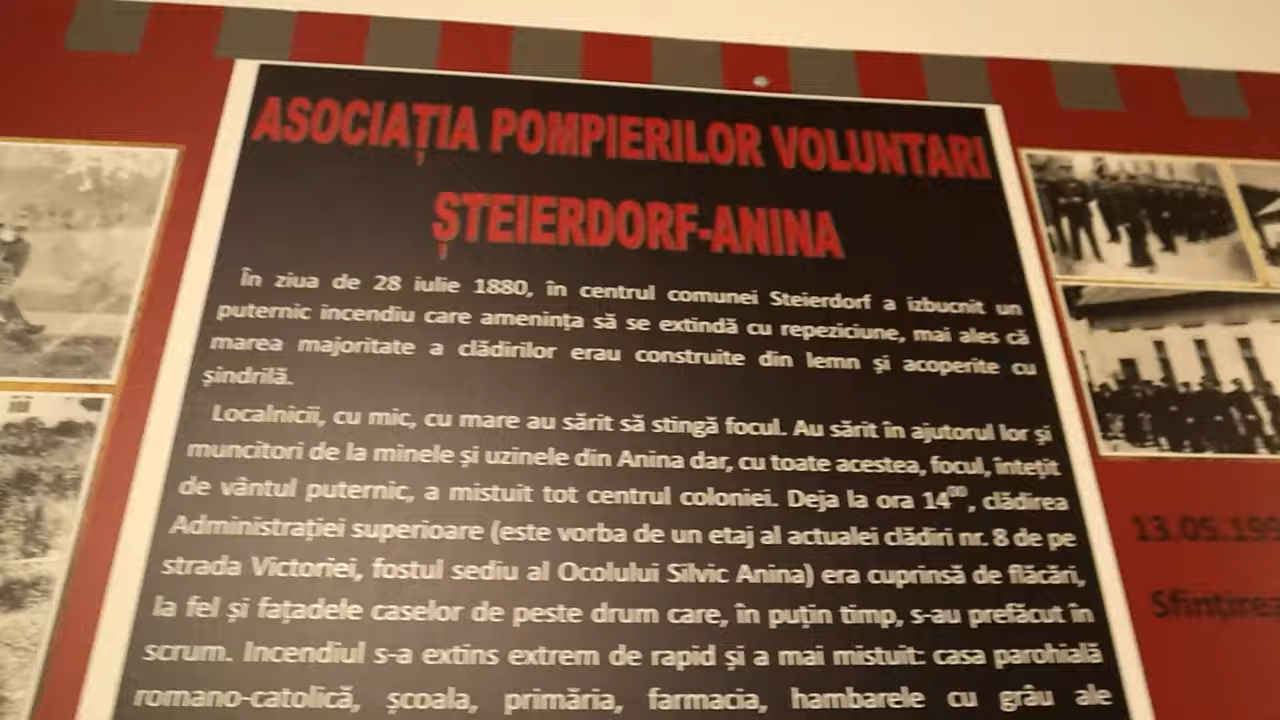 ASOCIAȚIA POMPIERILOR VOLUNTARI
ȘTEIERDORF-ANINA
În ziua de 28 iulie 1880, în centrul comunei Steierdorf a izbucnit un
puternic incendiu care amenința să se extindă cu repeziciune, mai ales că
marea majoritate a clădirilor erau construite din lemn și acoperite cu
șindrilă.
Localnicii, cu mic, cu mare au sărit să stingă focul. Au sărit în ajutorul lor și
muncitori de la minele și uzinele din Anina dar, cu toate acestea, focul, întețit
de vântul puternic, a mistuit tot centrul coloniei. Deja la ora 14⁰⁰, clădirea
Administrației superioare (este vorba de un etaj al actualei clădiri nr. 8 de pe
strada Victoriei, fostul sediu al Ocolului Silvic Anina) era cuprinsă de flăcări,
la fel și fațadele caselor de peste drum care, în puțin timp, s-au prefăcut în
scrum. Incendiul s-a extins extrem de rapid și a mai mistuit: casa parohială
romano-catolică, școala, primăria, farmacia, hambarele cu grâu ale
13.05.199
Sfințirea